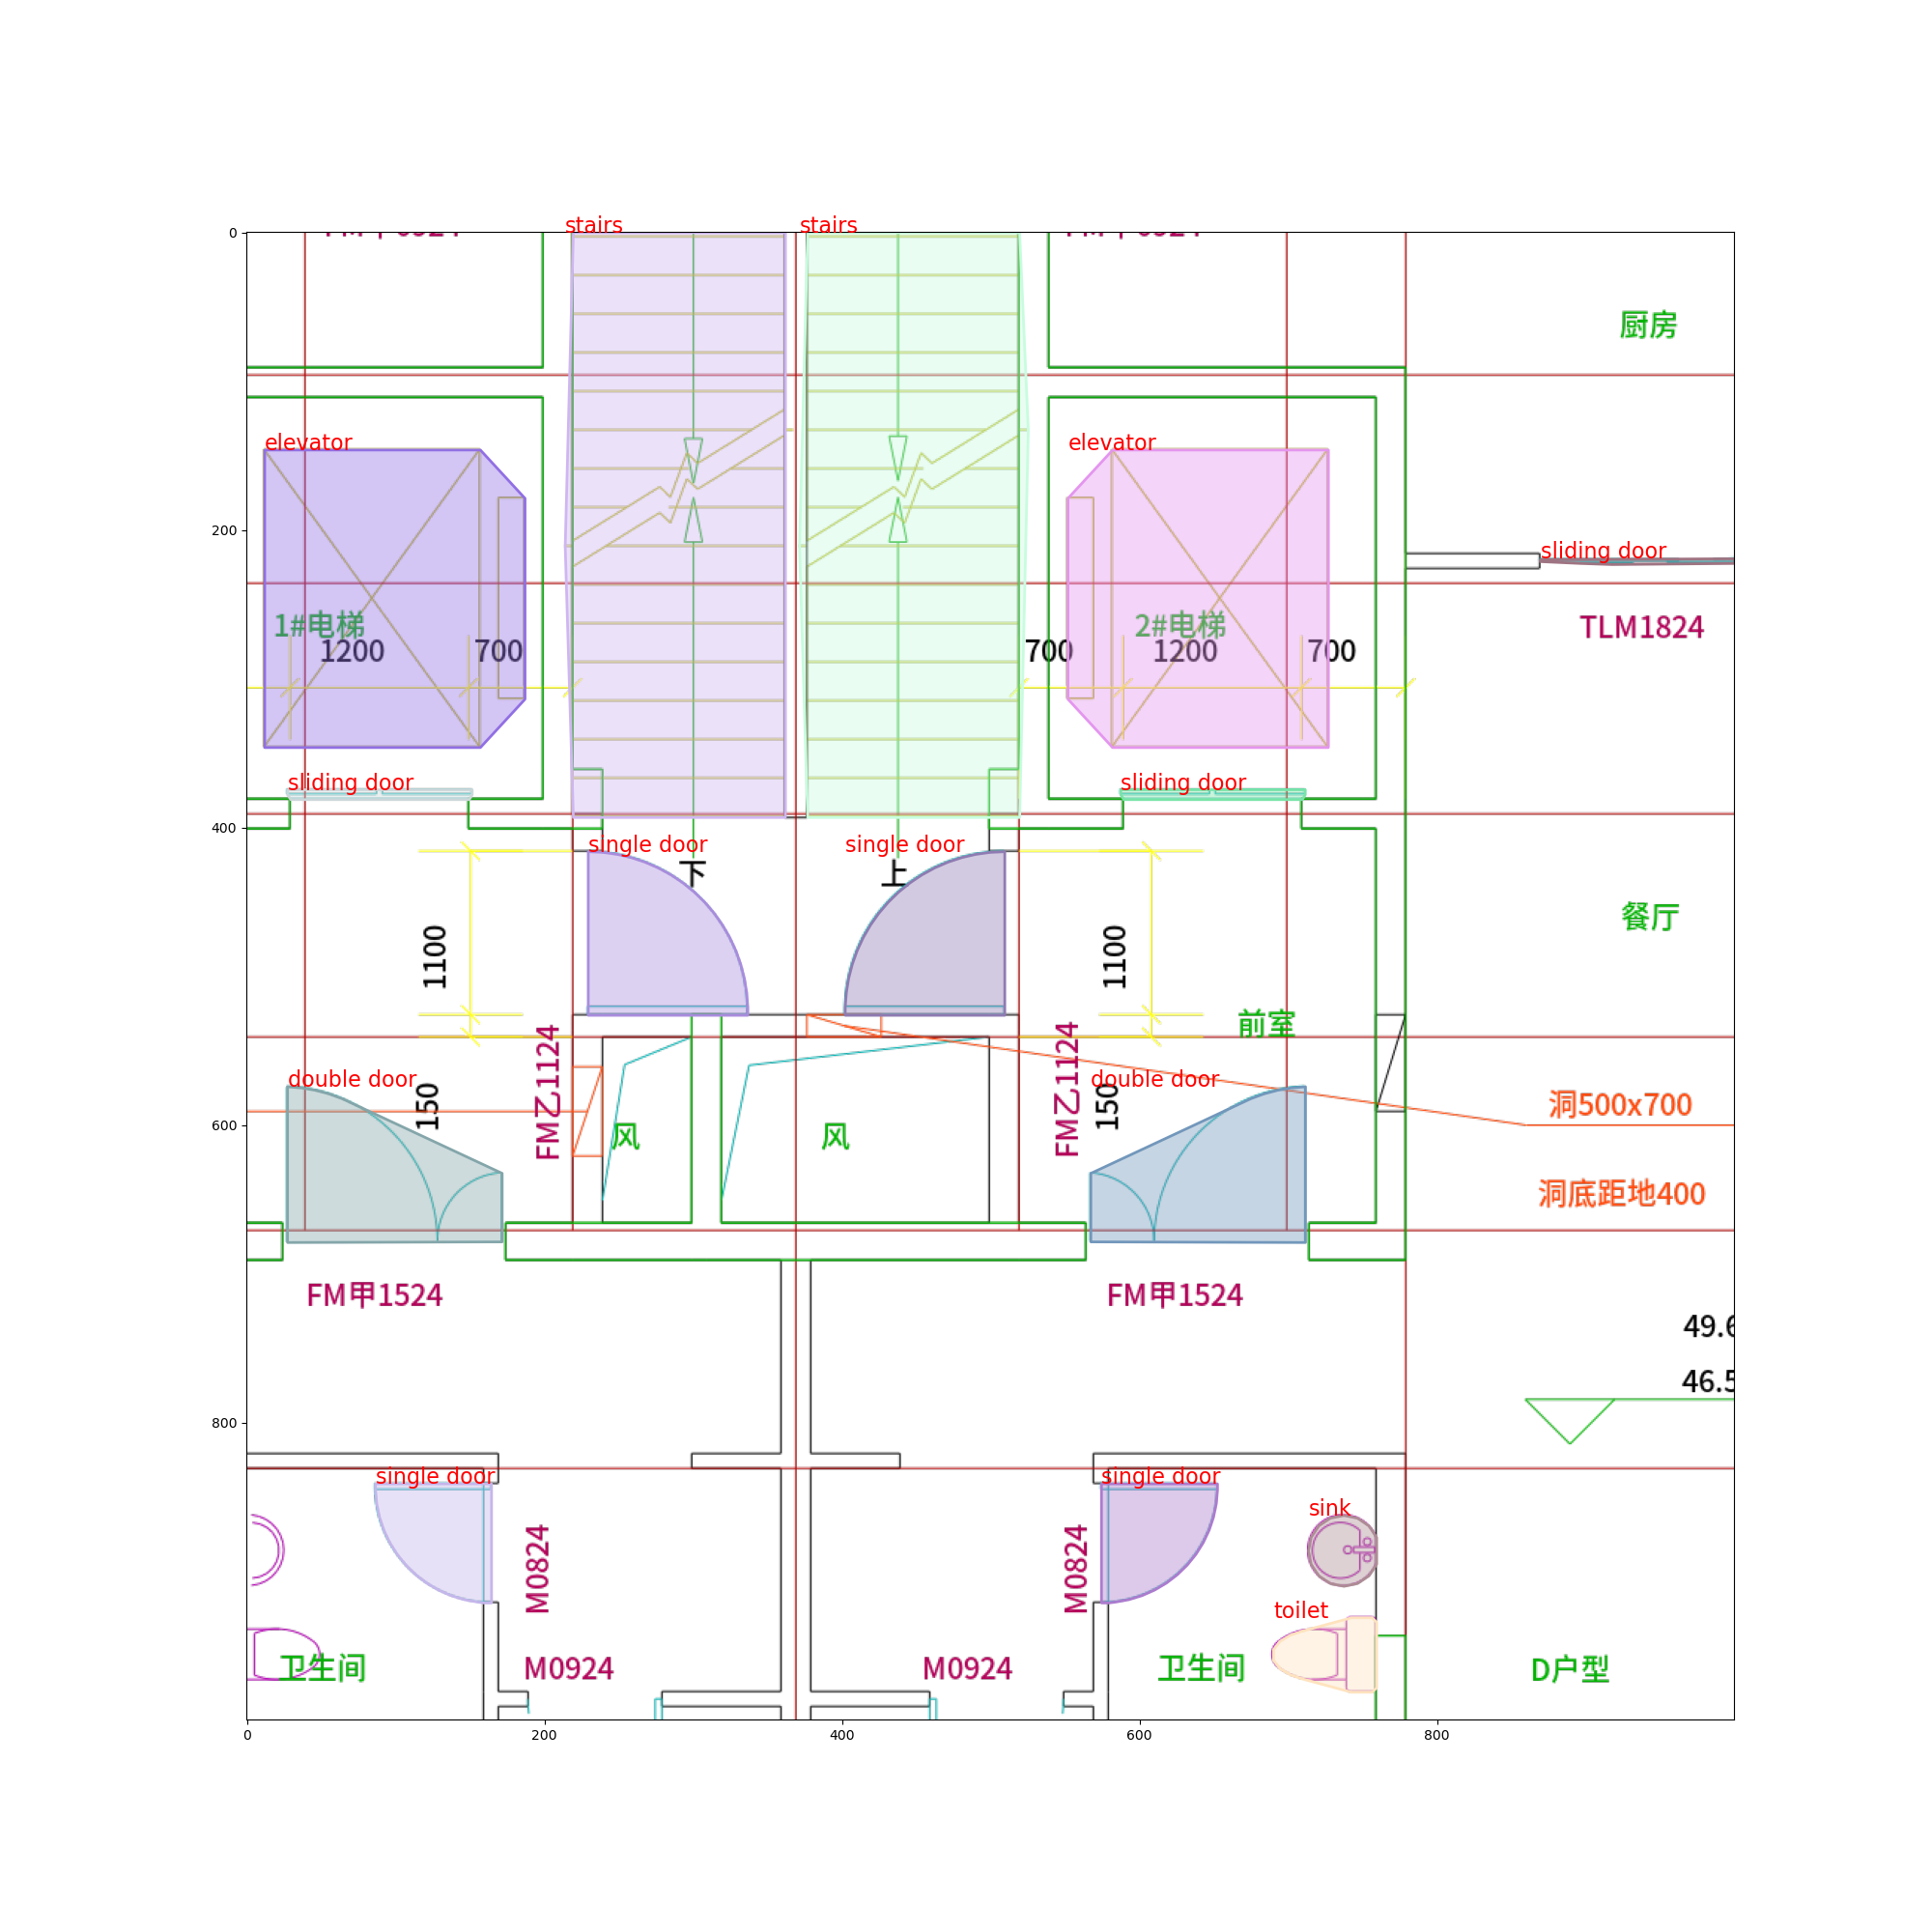 stairs
stairs
0
厨房
elevator
elevator
200
sliding door
1#电梯
2#电梯
TLM1824
1200
700
700
1200
700
sliding door
sliding door
400
single door
single door
下
上
餐厅
1100
1100
前室
FM乙1124
FM乙1124
double door
double door
150
150
洞500x700
600
风
风
洞底距地400
FM甲1524
FM甲1524
49.6
46.5
800
single door
single door
sink
M0824
M0824
toilet
卫生间
M0924
M0924
卫生间
D户型
0
200
400
600
800